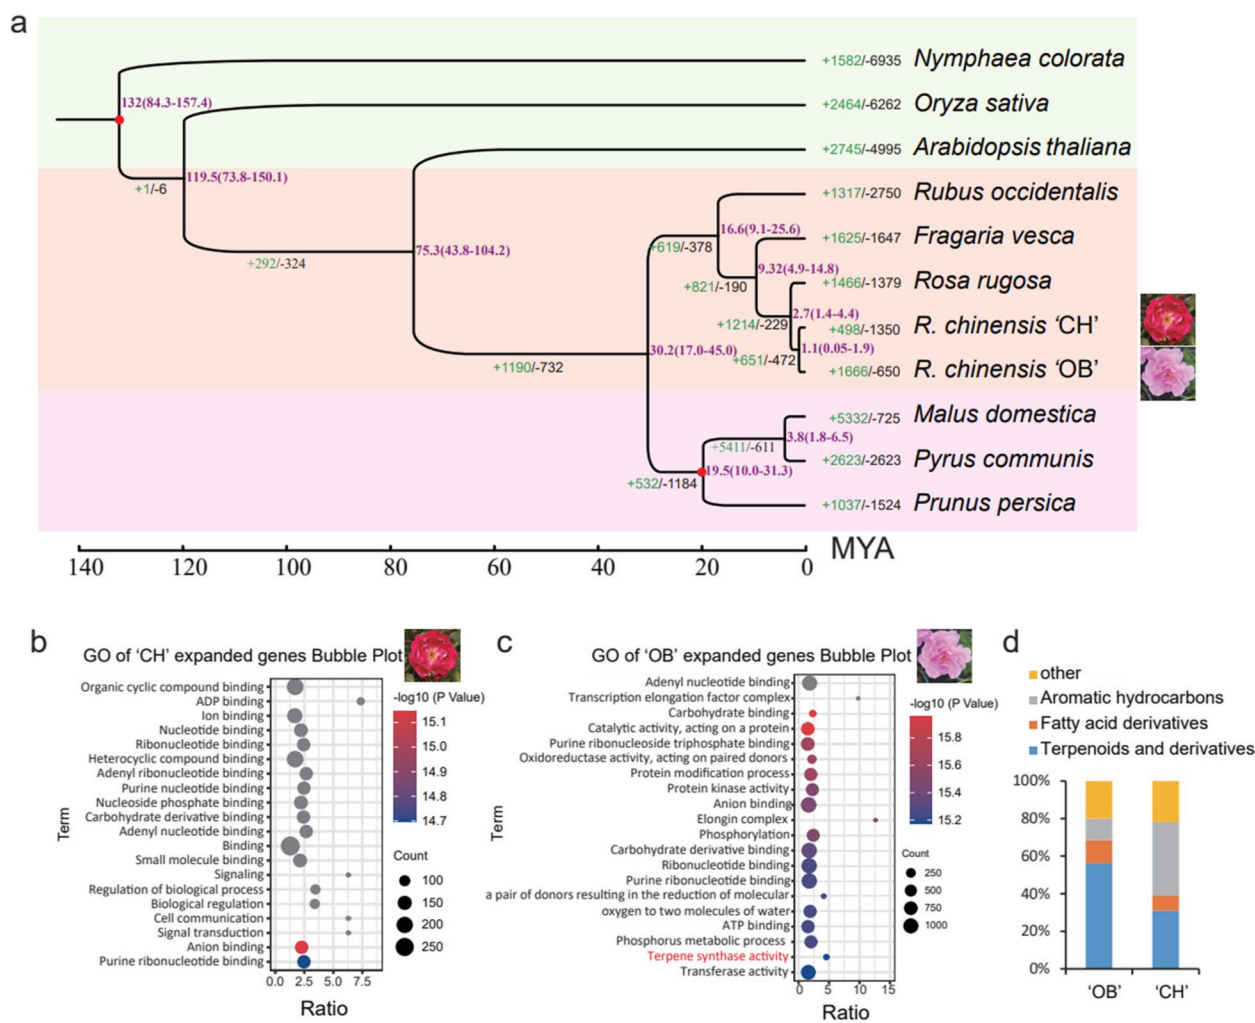 a
+1582/-6935 Nymphaea colorata
132(84.3-157.4)
+2464/-6262 Oryza sativa
+2745/-4995 Arabidopsis thaliana
119.5(73.8-150.1)
+1/-6
+1317/-2750 Rubus occidentalis
16.6(9.1-25.6)
+1625/-1647 Fragaria vesca
+619/-378
75.3(43.8-104.2)
+292/-324
9.32(4.9-14.8)
+1466/-1379 Rosa rugosa
+821/-190
2.7(1.4-4.4)
+1214/-229
+498/-1350 R. chinensis ‘CH’
30.2(17.0-45.0)
1.1(0.05-1.9)
+651/-472
+1190/-732
+1666/-650 R. chinensis ‘OB’
+5332/-725 Malus domestica
3.8(1.8-6.5)
+5411/-611
+2623/-2623 Pyrus communis
19.5(10.0-31.3)
+532/-1184
+1037/-1524 Prunus persica
140 120 100 80 60 40 20 0 MYA
b
GO of ‘CH’ expanded genes Bubble Plot
Term
Organic cyclic compound binding
ADP binding
Ion binding
Nucleotide binding
Ribonucleotide binding
Heterocyclic compound binding
Adenyl ribonucleotide binding
Purine nucleotide binding
Nucleoside phosphate binding
Carbohydrate derivative binding
Adenyl nucleotide binding
Binding
Small molecule binding
Signaling
Regulation of biological process
Biological regulation
Cell communication
Signal transduction
Anion binding
Purine ribonucleotide binding
0.0 2.5 5.0 7.5
Ratio
-log10 (P Value)
15.1
15.0
14.9
14.8
14.7
Count
100
150
200
250
c
GO of ‘OB’ expanded genes Bubble Plot
Term
Adenyl nucleotide binding
Transcription elongation factor complex
Carbohydrate binding
Catalytic activity, acting on a protein
Purine ribonucleoside triphosphate binding
Oxidoreductase activity, acting on paired donors
Protein modification process
Protein kinase activity
Anion binding
Elongin complex
Phosphorylation
Carbohydrate derivative binding
Ribonucleotide binding
Purine ribonucleotide binding
a pair of donors resulting in the reduction of molecular
oxygen to two molecules of water
ATP binding
Phosphorus metabolic process
Terpene synthase activity
Transferase activity
0 5 10 15
Ratio
-log10 (P Value)
15.8
15.6
15.4
15.2
Count
250
500
750
1000
d
other
Aromatic hydrocarbons
Fatty acid derivatives
Terpenoids and derivatives
100%
80%
60%
40%
20%
0%
‘OB’ ‘CH’